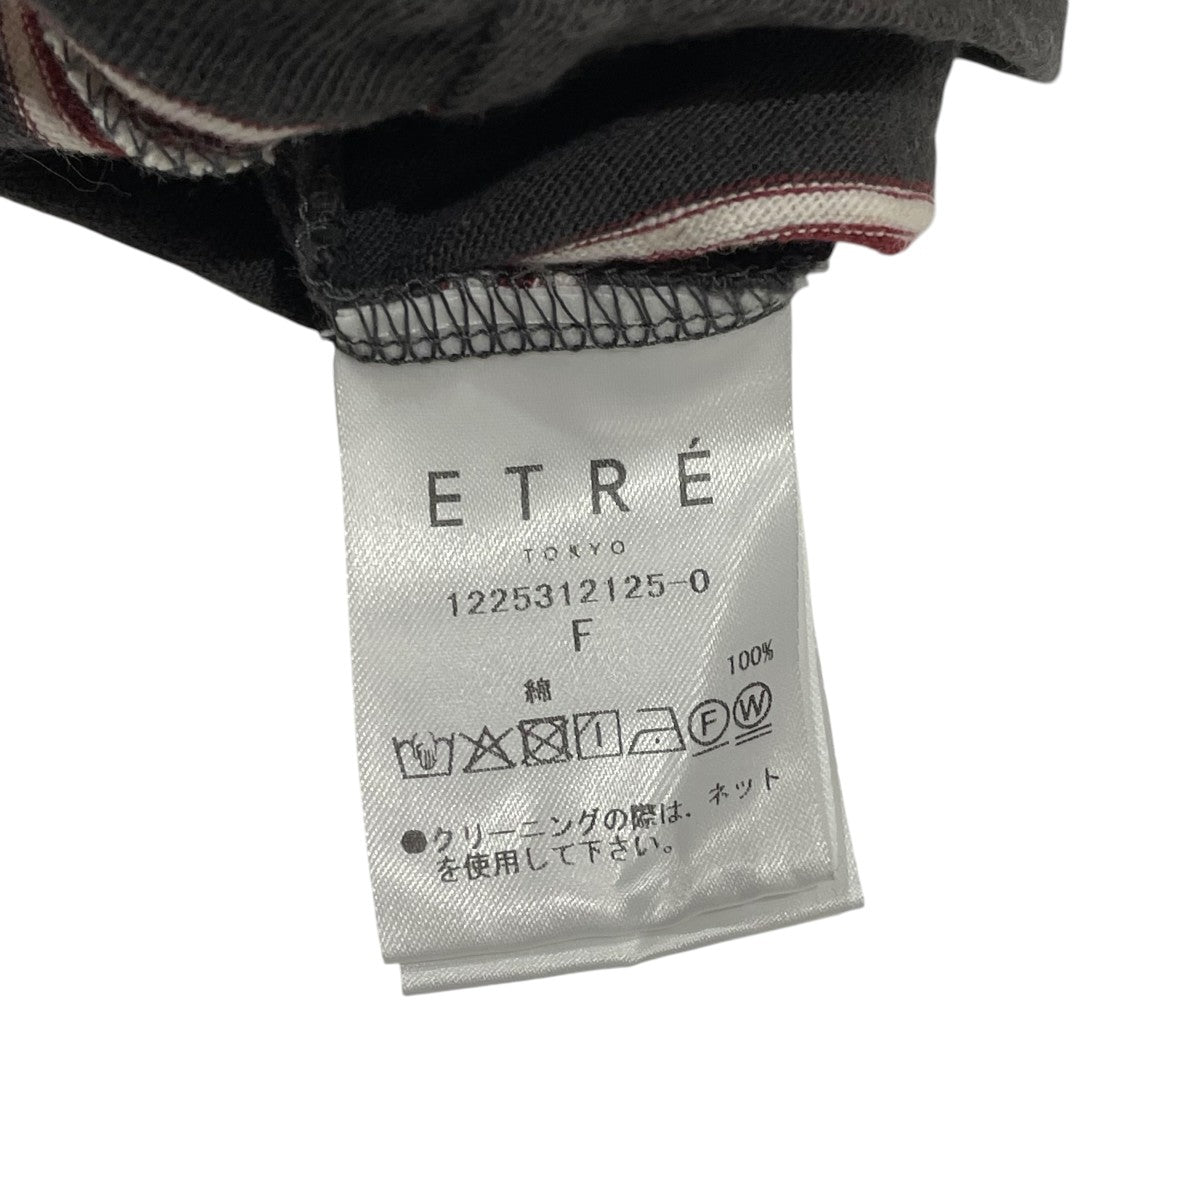 ETRÉ
TOKYO
1225312125-0
F
綿 100%
F W
●クリーニングの際は、ネット
を使用して下さい。